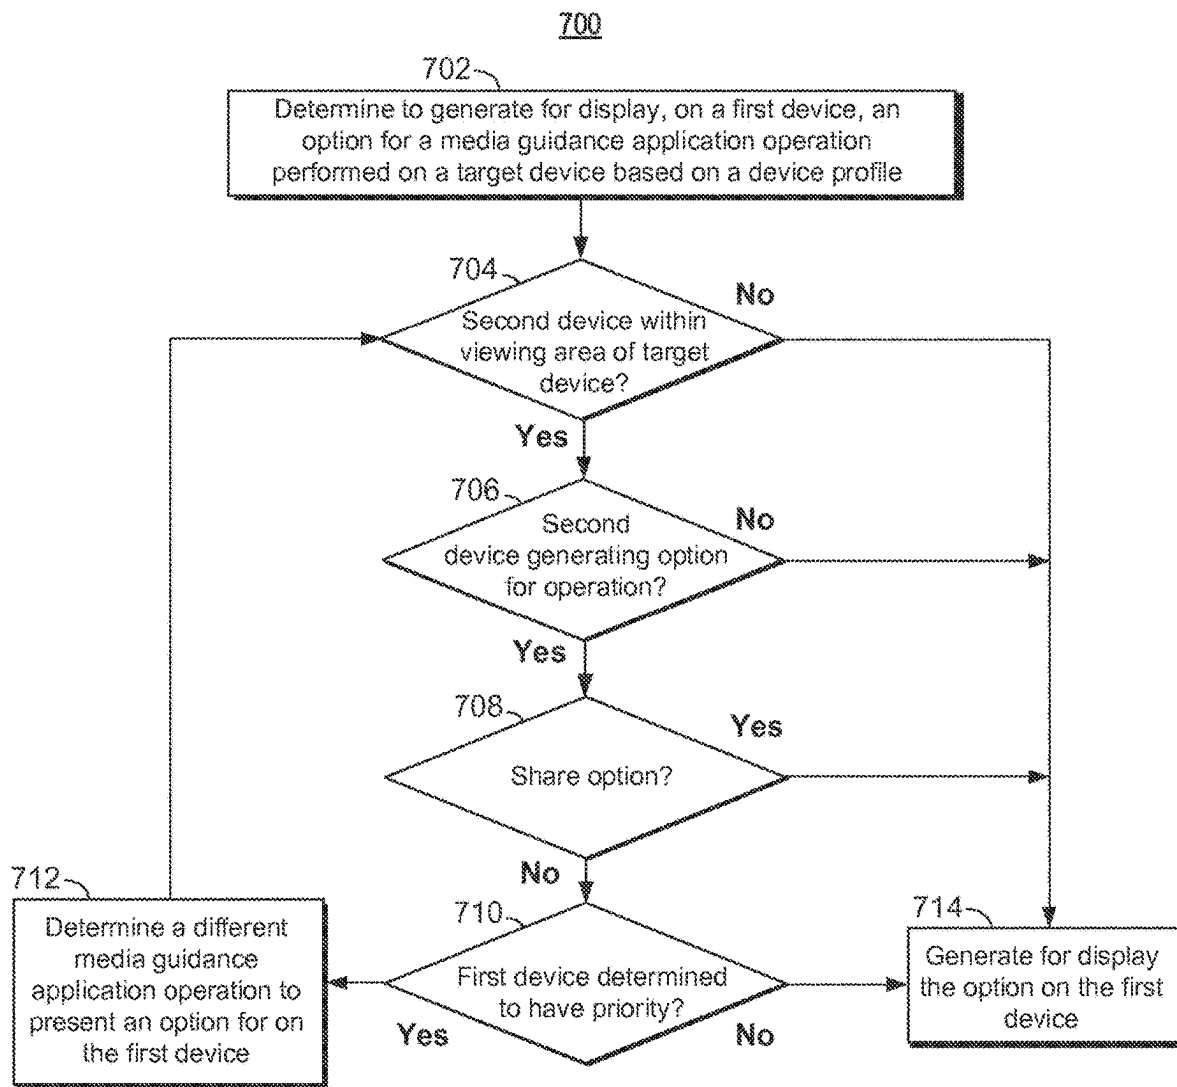 700
702
Determine to generate for display, on a first device, an
option for a media guidance application operation
performed on a target device based on a device profile
704
No
Second device within
viewing area of target
device?
Yes
706
No
Second
device generating option
for operation?
Yes
708
Yes
Share option?
No
712
Determine a different
media guidance
application operation to
present an option for on
the first device
710
First device determined
to have priority?
Yes
No
714
Generate for display
the option on the first
device